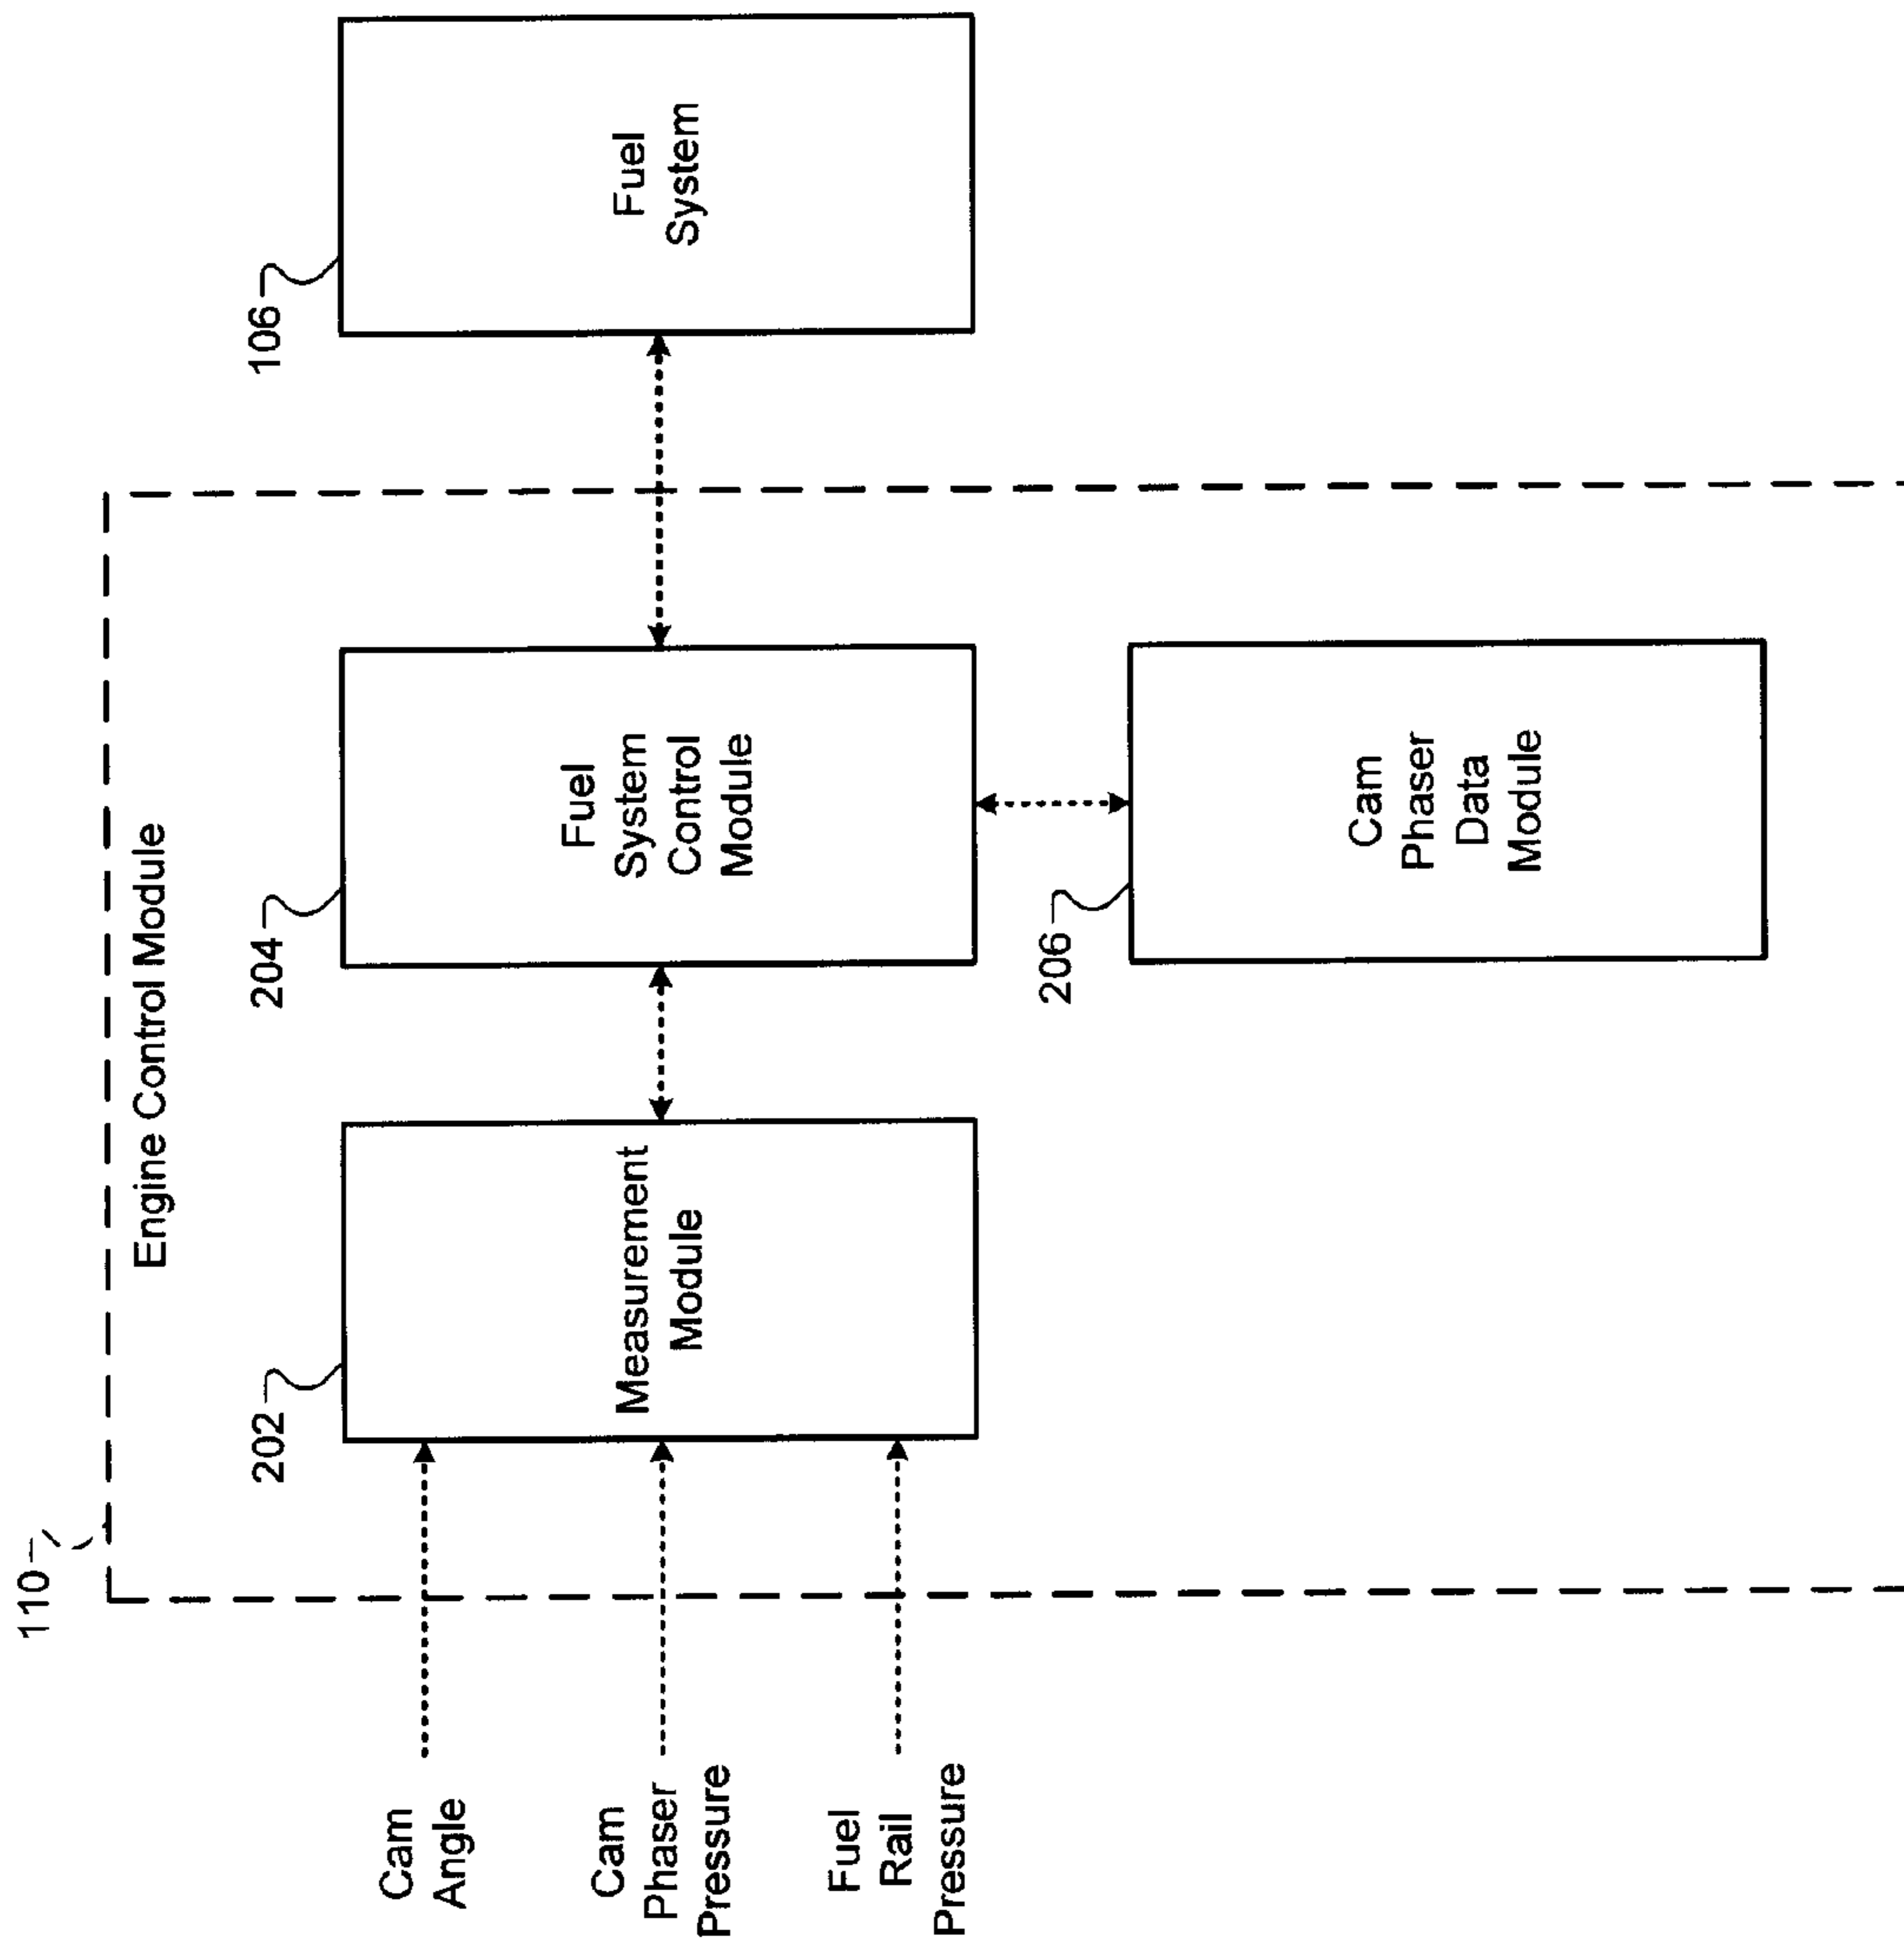 110
Engine Control Module
Cam
Angle
Cam
Phaser
Pressure
Fuel
Rail
Pressure
202
Measurement
Module
204
Fuel
System
Control
Module
206
Cam
Phaser
Data
Module
106
Fuel
System